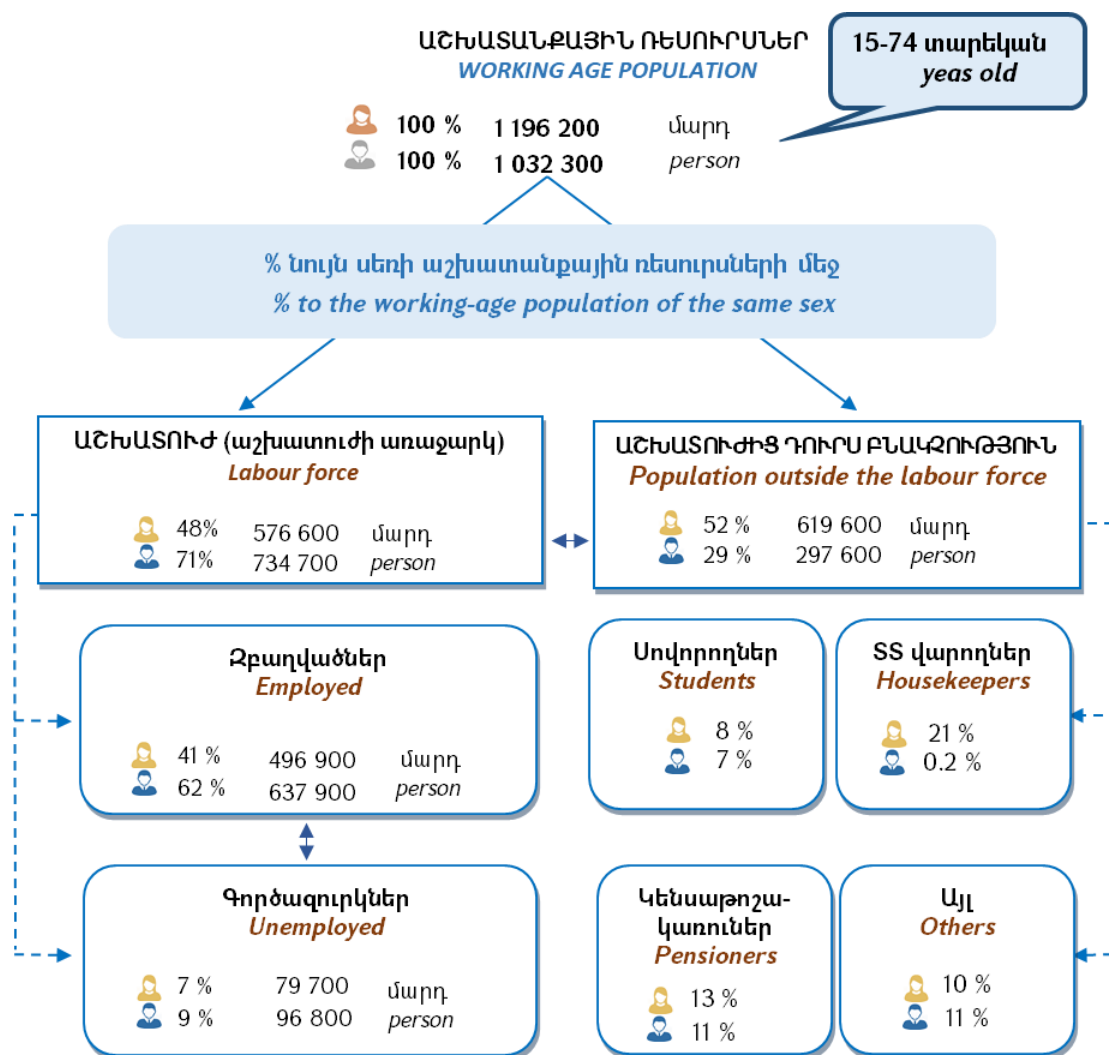 ԱՇԽԱՏԱՆՔԱՅԻՆ ՌԵՍՈՒՐՍՆԵՐ
WORKING AGE POPULATION
15-74 տարեկան
yeas old
100 % 1 196 200 մարդ
100 % 1 032 300 person
% նույն սեռի աշխատանքային ռեսուրսների մեջ
% to the working-age population of the same sex
ԱՇԽԱՏՈՒԺ (աշխատուժի առաջարկ)
Labour force
48% 576 600 մարդ
71% 734 700 person
ԱՇԽԱՏՈՒԺԻՑ ԴՈՒՐՍ ԲՆԱԿՉՈՒԹՅՈՒՆ
Population outside the labour force
52 % 619 600 մարդ
29 % 297 600 person
Զբաղվածներ
Employed
41 % 496 900 մարդ
62 % 637 900 person
Սովորողներ
Students
8 %
7 %
ՏՏ վարողներ
Housekeepers
21 %
0.2 %
Գործազուրկներ
Unemployed
7 % 79 700 մարդ
9 % 96 800 person
Կենսաթոշա-
կառուներ
Pensioners
13 %
11 %
Այլ
Others
10 %
11 %